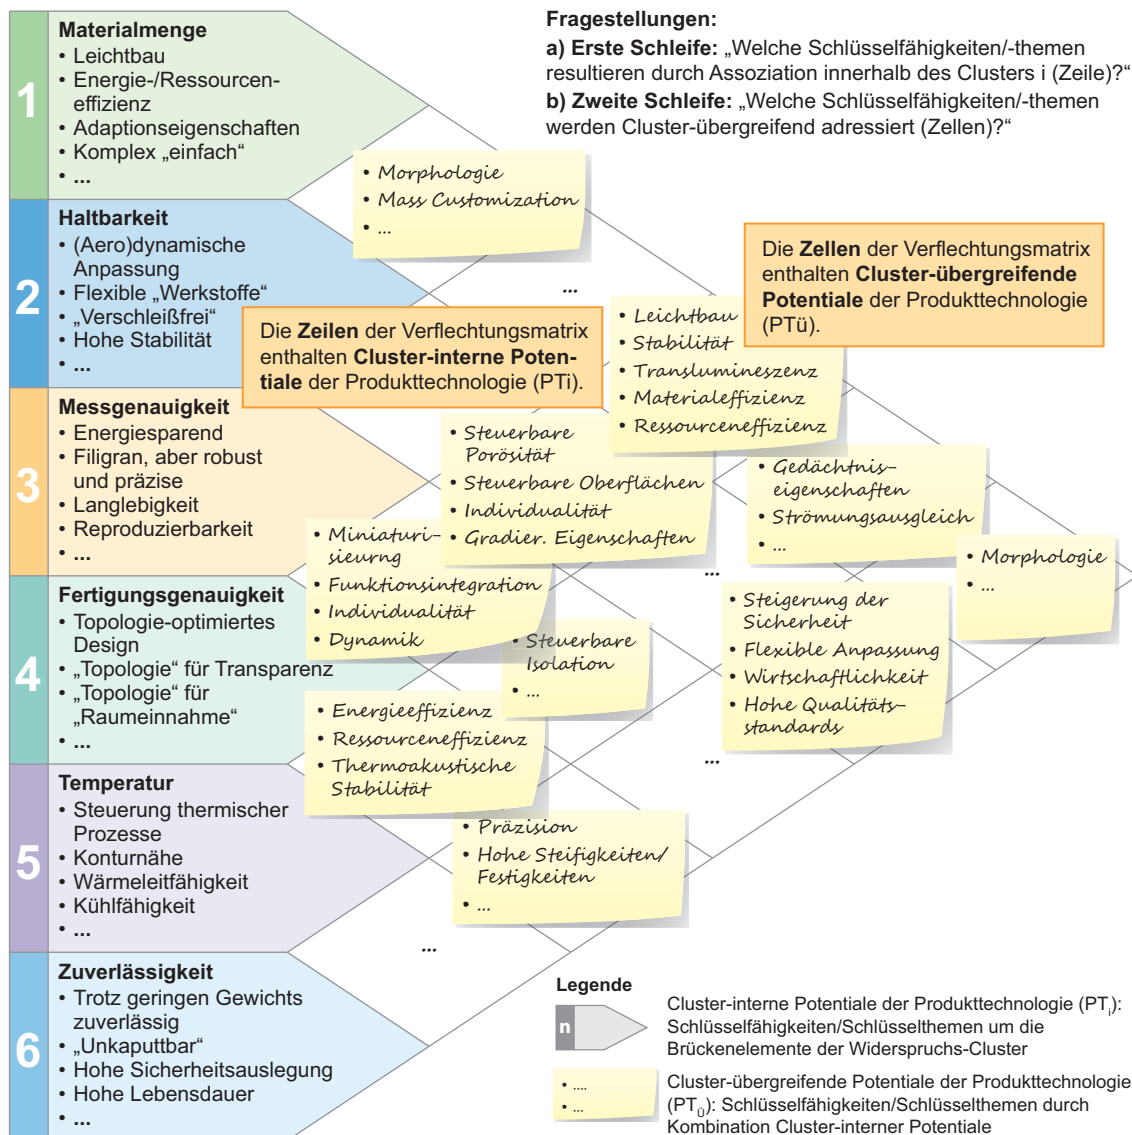 Fragestellungen:
a) Erste Schleife: „Welche Schlüsselfähigkeiten/-themen
resultieren durch Assoziation innerhalb des Clusters i (Zeile)?“
b) Zweite Schleife: „Welche Schlüsselfähigkeiten/-themen
werden Cluster-übergreifend adressiert (Zellen)?“
1
Materialmenge
• Leichtbau
• Energie-/Ressourcen-
effizienz
• Adaptionseigenschaften
• Komplex „einfach“
• ...
2
Haltbarkeit
• (Aero)dynamische
Anpassung
• Flexible „Werkstoffe“
• „Verschleißfrei“
• Hohe Stabilität
• ...
3
Messgenauigkeit
• Energiesparend
• Filigran, aber robust
und präzise
• Langlebigkeit
• Reproduzierbarkeit
• ...
4
Fertigungsgenauigkeit
• Topologie-optimiertes
Design
• „Topologie“ für Transparenz
• „Topologie“ für
„Raumeinnahme“
• ...
5
Temperatur
• Steuerung thermischer
Prozesse
• Konturnähe
• Wärmeleitfähigkeit
• Kühlfähigkeit
• ...
6
Zuverlässigkeit
• Trotz geringen Gewichts
zuverlässig
• „Unkaputtbar“
• Hohe Sicherheitsauslegung
• Hohe Lebensdauer
• ...
• Morphologie
• Mass Customization
• ...
...
Die Zellen der Verflechtungsmatrix
enthalten Cluster-übergreifende
Potentiale der Produkttechnologie
(PTü).
Die Zeilen der Verflechtungsmatrix
enthalten Cluster-interne Poten-
tiale der Produkttechnologie (PTi).
• Leichtbau
• Stabilität
• Translumineszenz
• Materialeffizienz
• Ressourceneffizienz
• Steuerbare
Porösität
• Steuerbare Oberflächen
• Individualität
• Gradier. Eigenschaften
• Gedächtnis-
eigenschaften
• Strömungsausgleich
• ...
• Miniaturi-
sieurng
• Funktionsintegration
• Individualität
• Dynamik
...
• Morphologie
• ...
• Steuerbare
Isolation
• ...
• Steigerung der
Sicherheit
• Flexible Anpassung
• Wirtschaftlichkeit
• Hohe Qualitäts-
standards
• Energieeffizienz
• Ressourceneffizienz
• Thermoakustische
Stabilität
...
• Präzision
• Hohe Steifigkeiten/
Festigkeiten
• ...
...
Legende
n
Cluster-interne Potentiale der Produkttechnologie (PTi):
Schlüsselfähigkeiten/Schlüsselthemen um die
Brückenelemente der Widerspruchs-Cluster
• ....
• ...
Cluster-übergreifende Potentiale der Produkttechnologie
(PTü): Schlüsselfähigkeiten/Schlüsselthemen durch
Kombination Cluster-interner Potentiale